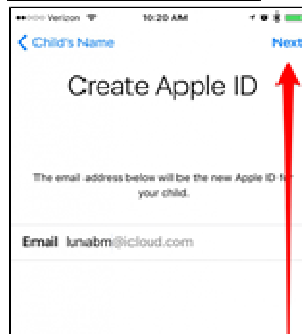 Verizon 10:20 AM
Child's Name Next
Create Apple ID
The email address below will be the new Apple ID for
your child.
Email lunabm@icloud.com